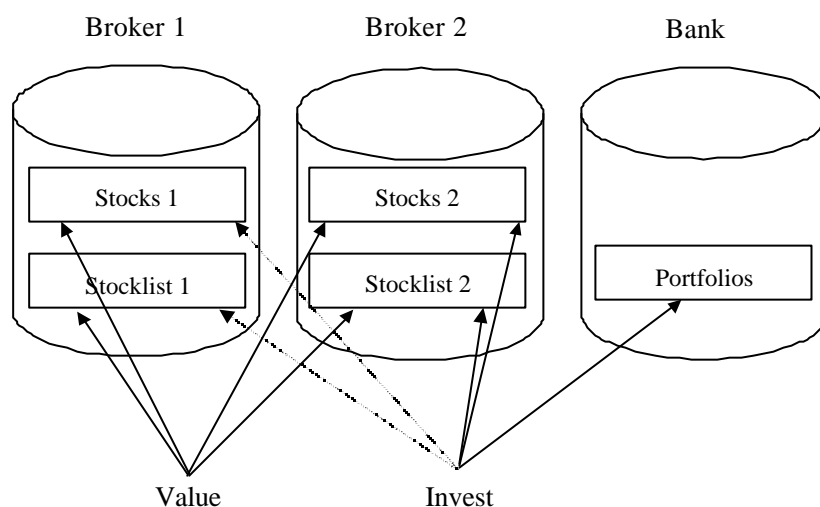 Broker 1
Broker 2
Bank
Stocks 1
Stocks 2
Stocklist 1
Stocklist 2
Portfolios
Value
Invest